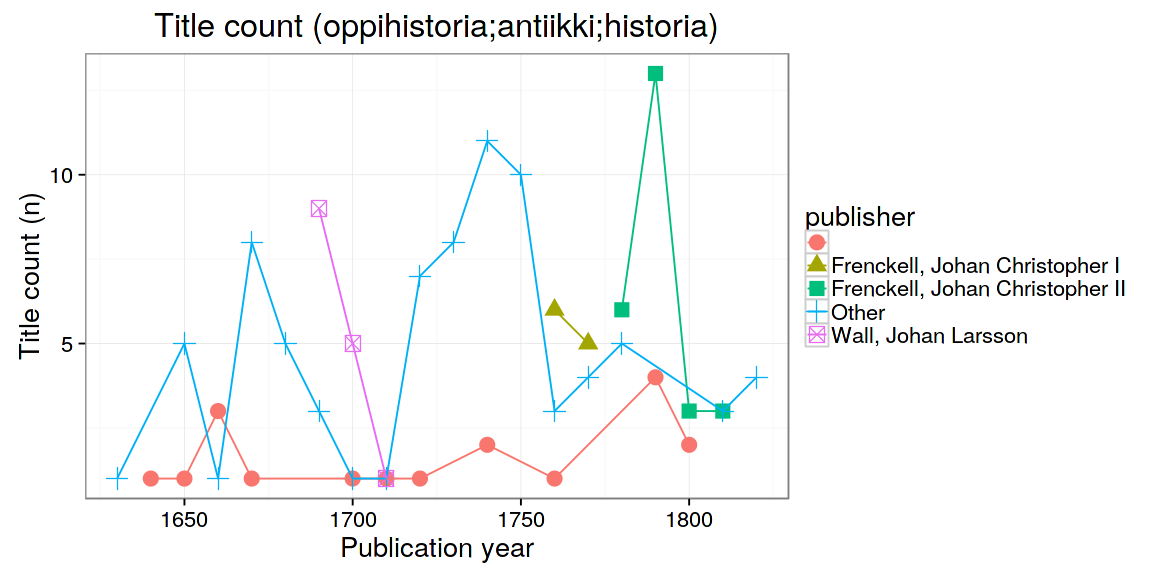 Title count (oppihistoria;antiikki;historia)
Title count (n)
10
5
1650
1700
1750
1800
Publication year
publisher
Frenckell, Johan Christopher I
Frenckell, Johan Christopher II
Other
Wall, Johan Larsson